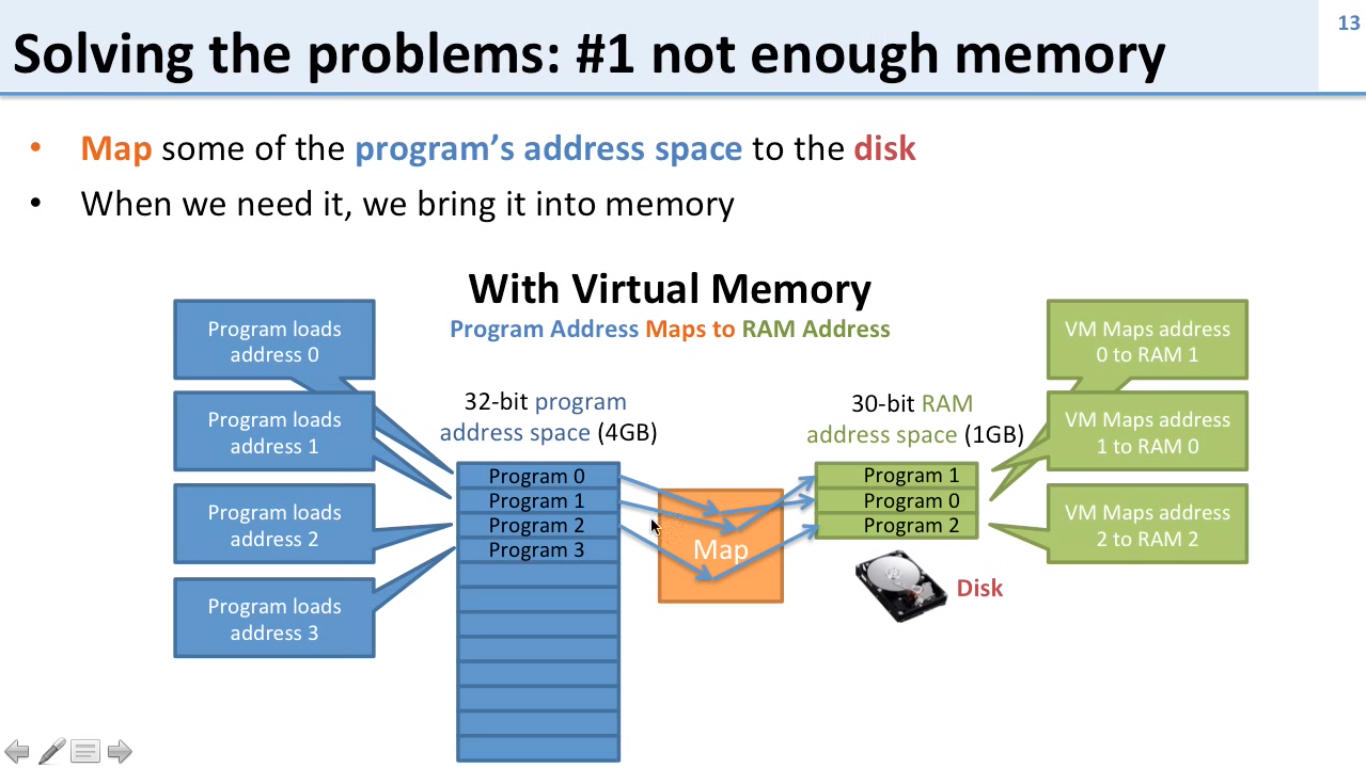 13
Solving the problems: #1 not enough memory
• Map some of the program’s address space to the disk
• When we need it, we bring it into memory
With Virtual Memory
Program Address Maps to RAM Address
Program loads
address 0
Program loads
address 1
Program loads
address 2
Program loads
address 3
32-bit program
address space (4GB)
Program 0
Program 1
Program 2
Program 3
Map
30-bit RAM
address space (1GB)
Program 1
Program 0
Program 2
Disk
VM Maps address
0 to RAM 1
VM Maps address
1 to RAM 0
VM Maps address
2 to RAM 2